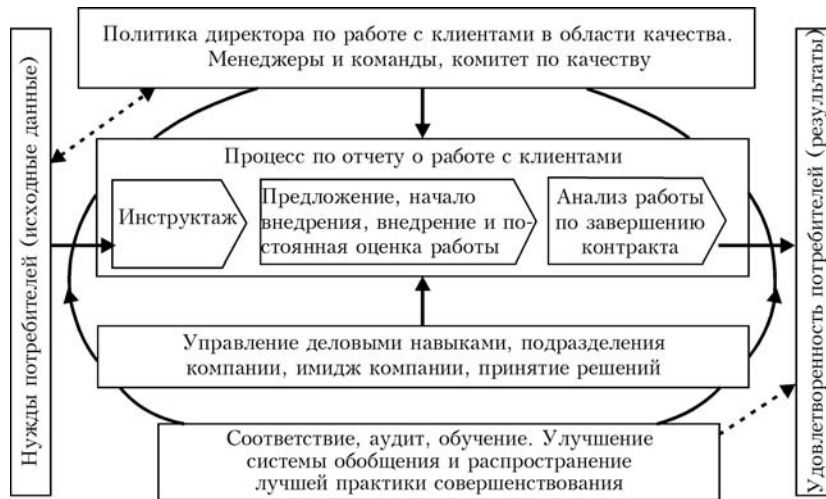 Нужды потребителей (исходные данные)
Политика директора по работе с клиентами в области качества.
Менеджеры и команды, комитет по качеству
Процесс по отчету о работе с клиентами
Инструктаж
Предложение, начало
внедрения, внедрение и по-
стоянная оценка работы
Анализ работы
по завершению
контракта
Управление деловыми навыками, подразделения
компании, имидж компании, принятие решений
Соответствие, аудит, обучение. Улучшение
системы обобщения и распространение
лучшей практики совершенствования
Удовлетворенность потребителей (результаты)